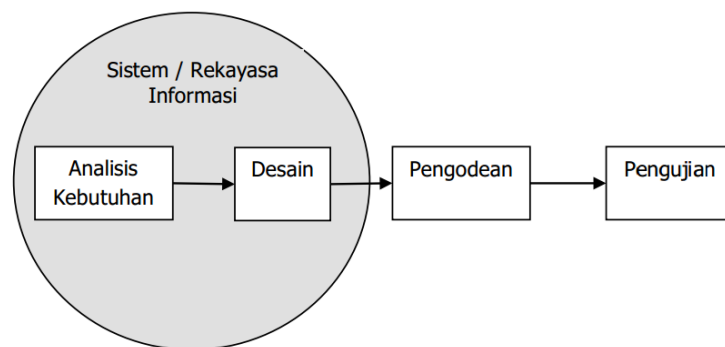 Sistem / Rekayasa
Informasi
Analisis
Kebutuhan
Desain
Pengodean
Pengujian